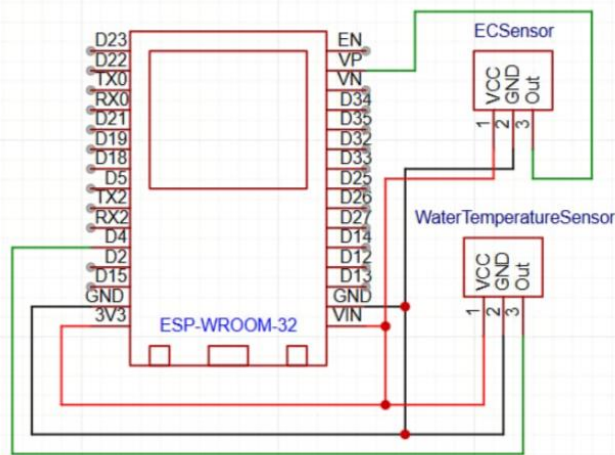 D23
D22
TX0
RX0
D21
D19
D18
D5
TX2
RX2
D4
D2
D15
GND
3V3
EN
VP
VN
D34
D35
D32
D33
D25
D26
D27
D14
D12
D13
GND
VIN
ESP-WROOM-32
ECSensor
VCC
GND
Out
1
2
3
WaterTemperatureSensor
VCC
GND
Out
1
2
3